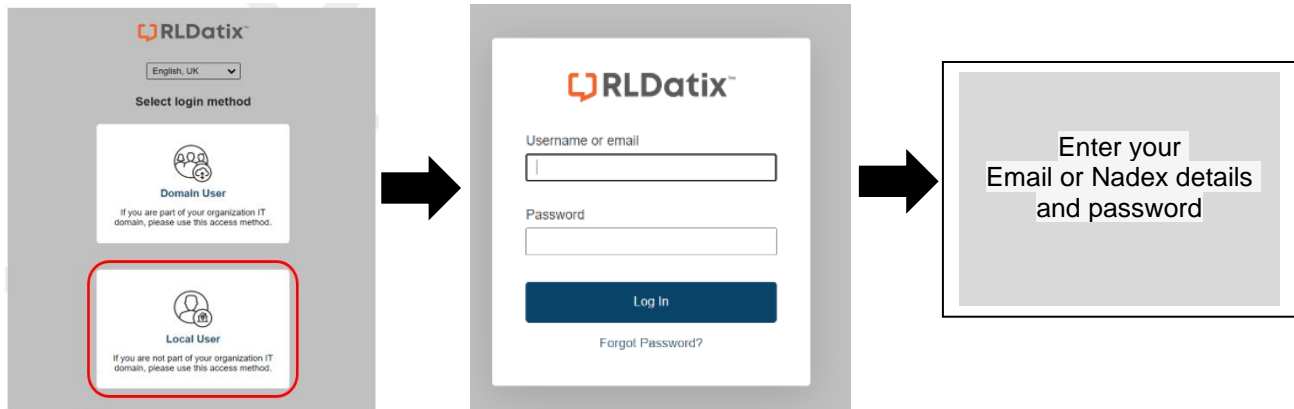 RLDatix™
English, UK
Select login method
Domain User
If you are part of your organization IT
domain, please use this access method.
Local User
If you are not part of your organization IT
domain, please use this access method.
RLDatix™
Username or email
Password
Log In
Forgot Password?
Enter your
Email or Nadex details
and password